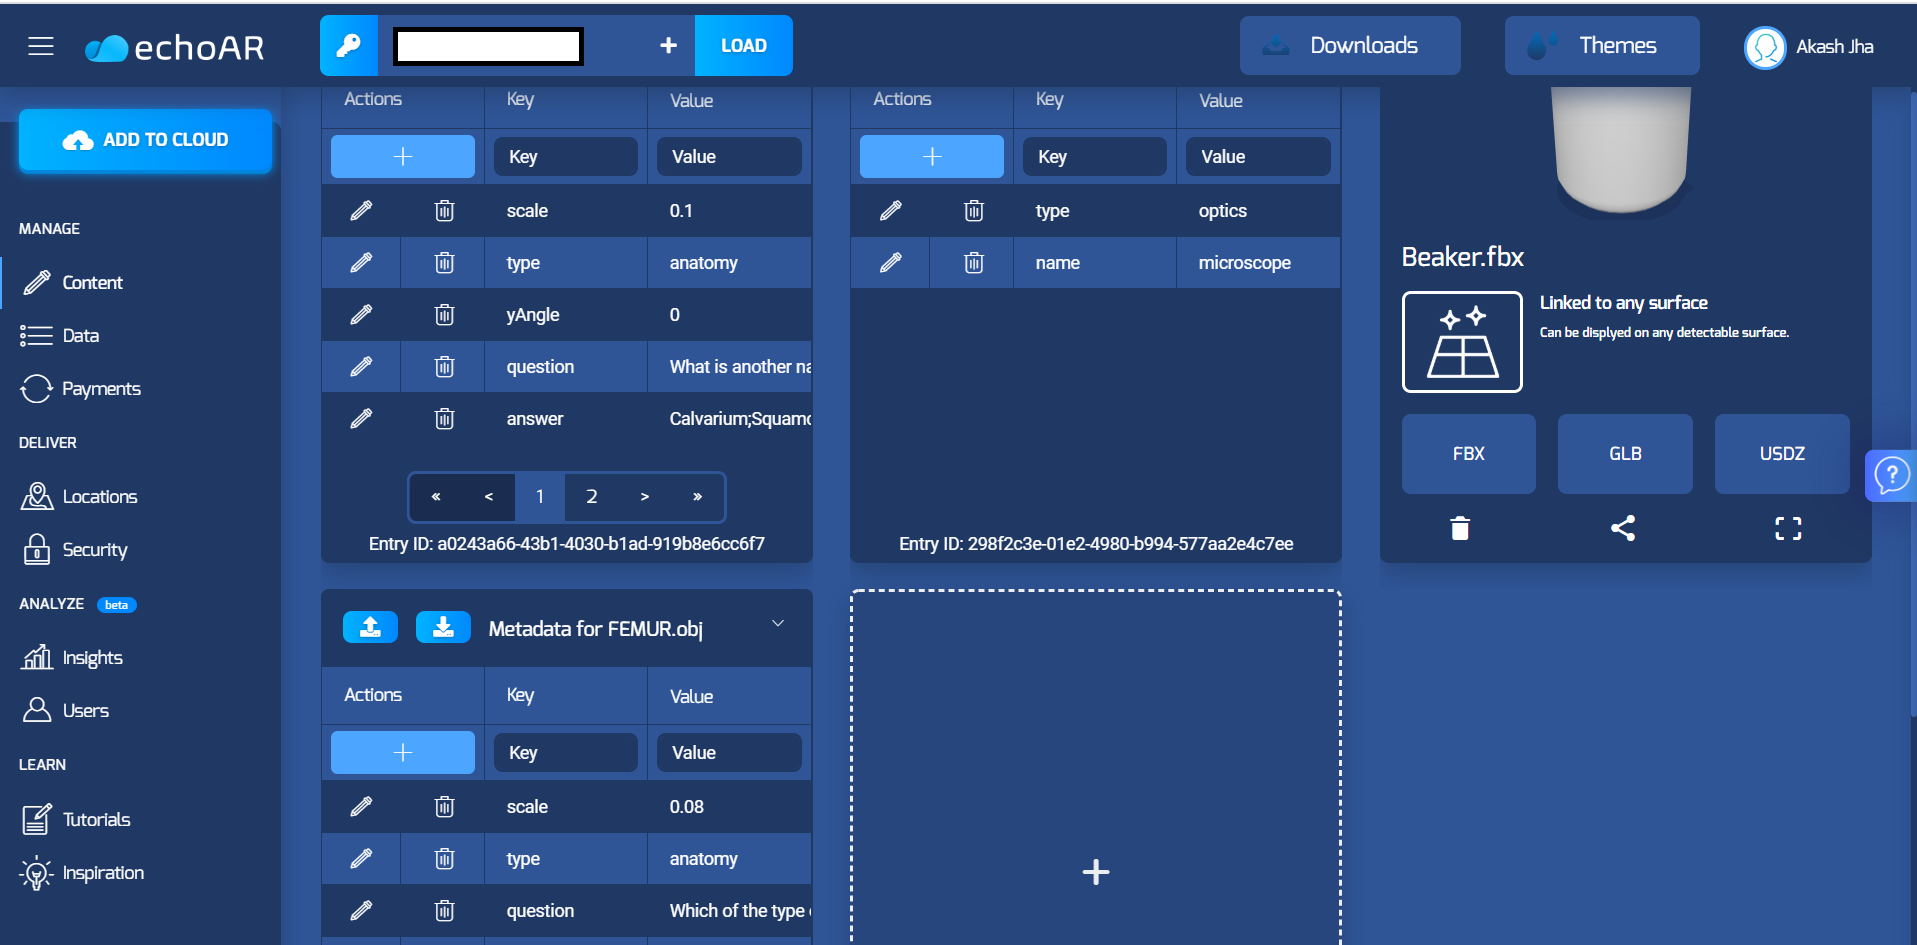 echoAR
LOAD
Downloads
Themes
Akash Jha
ADD TO CLOUD
MANAGE
Content
Data
Payments
DELIVER
Locations
Security
ANALYZE beta
Insights
Users
LEARN
Tutorials
Inspiration
Actions Key Value
Key Value
scale 0.1
type anatomy
yAngle 0
question What is another na
answer Calvarium;Squamo
« < 1 2 > »
Entry ID: a0243a66-43b1-4030-b1ad-919b8e6cc6f7
Actions Key Value
Key Value
type optics
name microscope
Entry ID: 298f2c3e-01e2-4980-b994-577aa2e4c7ee
Beaker.fbx
Linked to any surface
Can be displyed on any detectable surface.
FBX GLB USDZ
Metadata for FEMUR.obj
Actions Key Value
Key Value
scale 0.08
type anatomy
question Which of the type